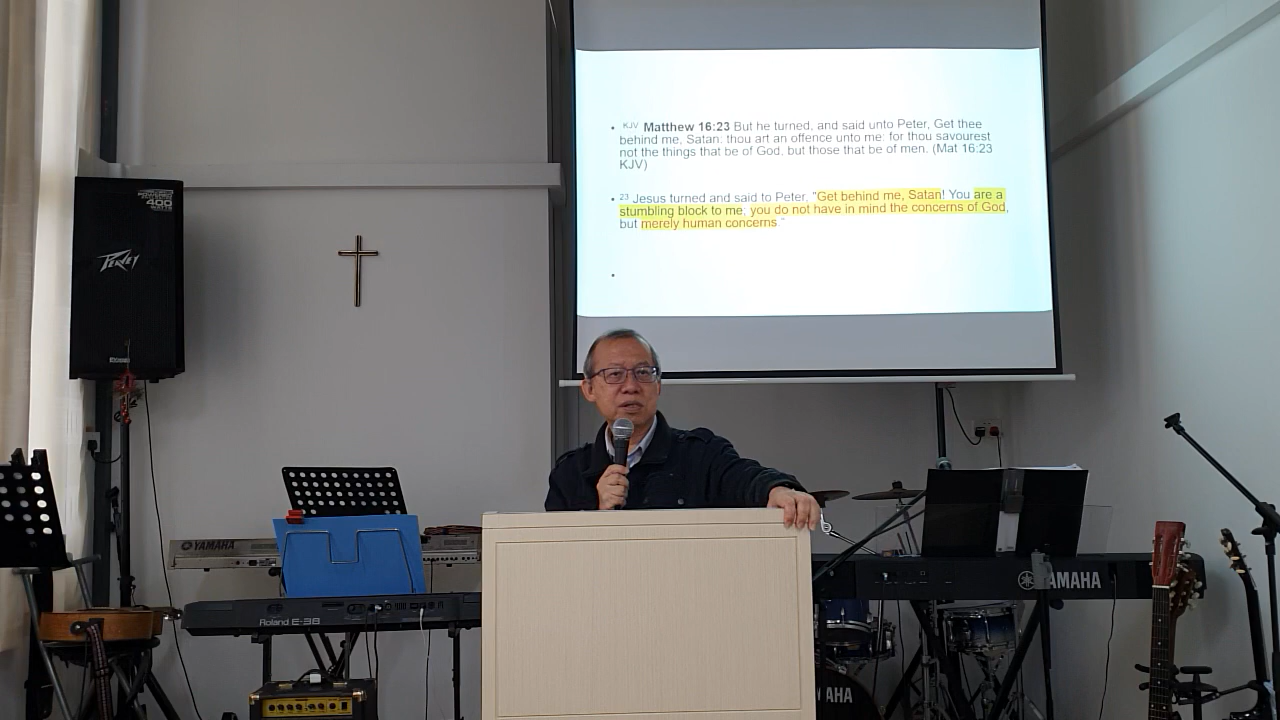 KJV Matthew 16:23 But he turned, and said unto Peter, Get thee
behind me, Satan: thou art an offence unto me: for thou savourest
not the things that be of God, but those that be of men. (Mat 16:23
KJV)
23 Jesus turned and said to Peter, "Get behind me, Satan! You are a
stumbling block to me; you do not have in mind the concerns of God,
but merely human concerns."
POWERED
400
WATTS
PEAVEY
YAMAHA
Roland E-38
YAMAHA
AHA